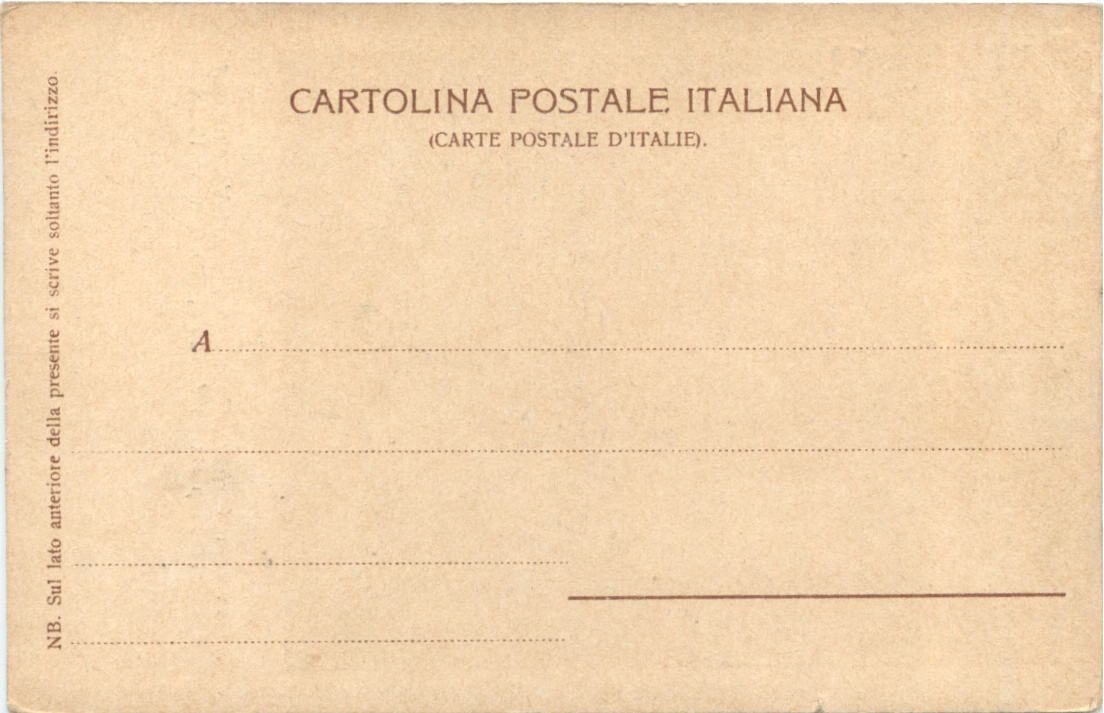 CARTOLINA POSTALE ITALIANA
(CARTE POSTALE D'ITALIE).
A
NB. Sul lato anteriore della presente si scrive soltanto l'indirizzo.